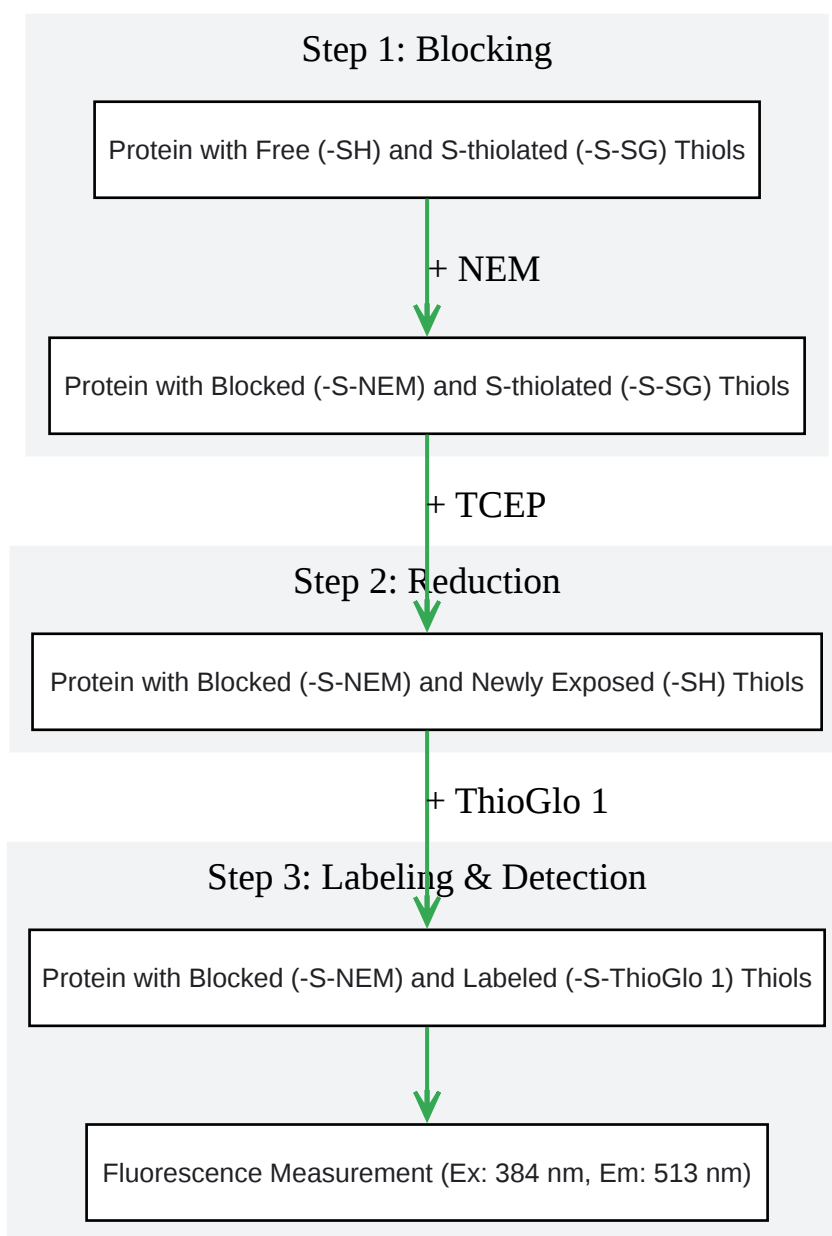 Step 1: Blocking
Protein with Free (-SH) and S-thiolated (-S-SG) Thiols
+ NEM
Protein with Blocked (-S-NEM) and S-thiolated (-S-SG) Thiols
+ TCEP
Step 2: Reduction
Protein with Blocked (-S-NEM) and Newly Exposed (-SH) Thiols
+ ThioGlo 1
Step 3: Labeling & Detection
Protein with Blocked (-S-NEM) and Labeled (-S-ThioGlo 1) Thiols
Fluorescence Measurement (Ex: 384 nm, Em: 513 nm)